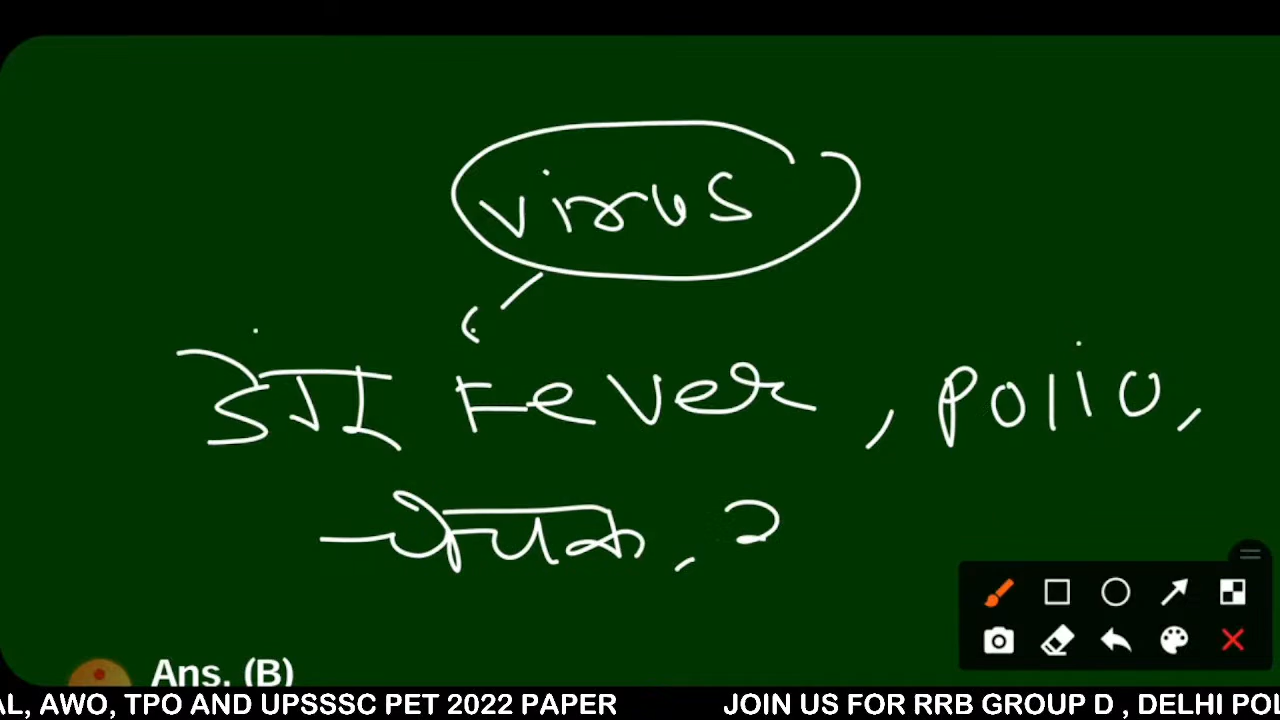 virus
डेंगू Fever, polio,
चेचक,
Ans. (B)
AL, AWO, TPO AND UPSSSC PET 2022 PAPER JOIN US FOR RRB GROUP D , DELHI POL